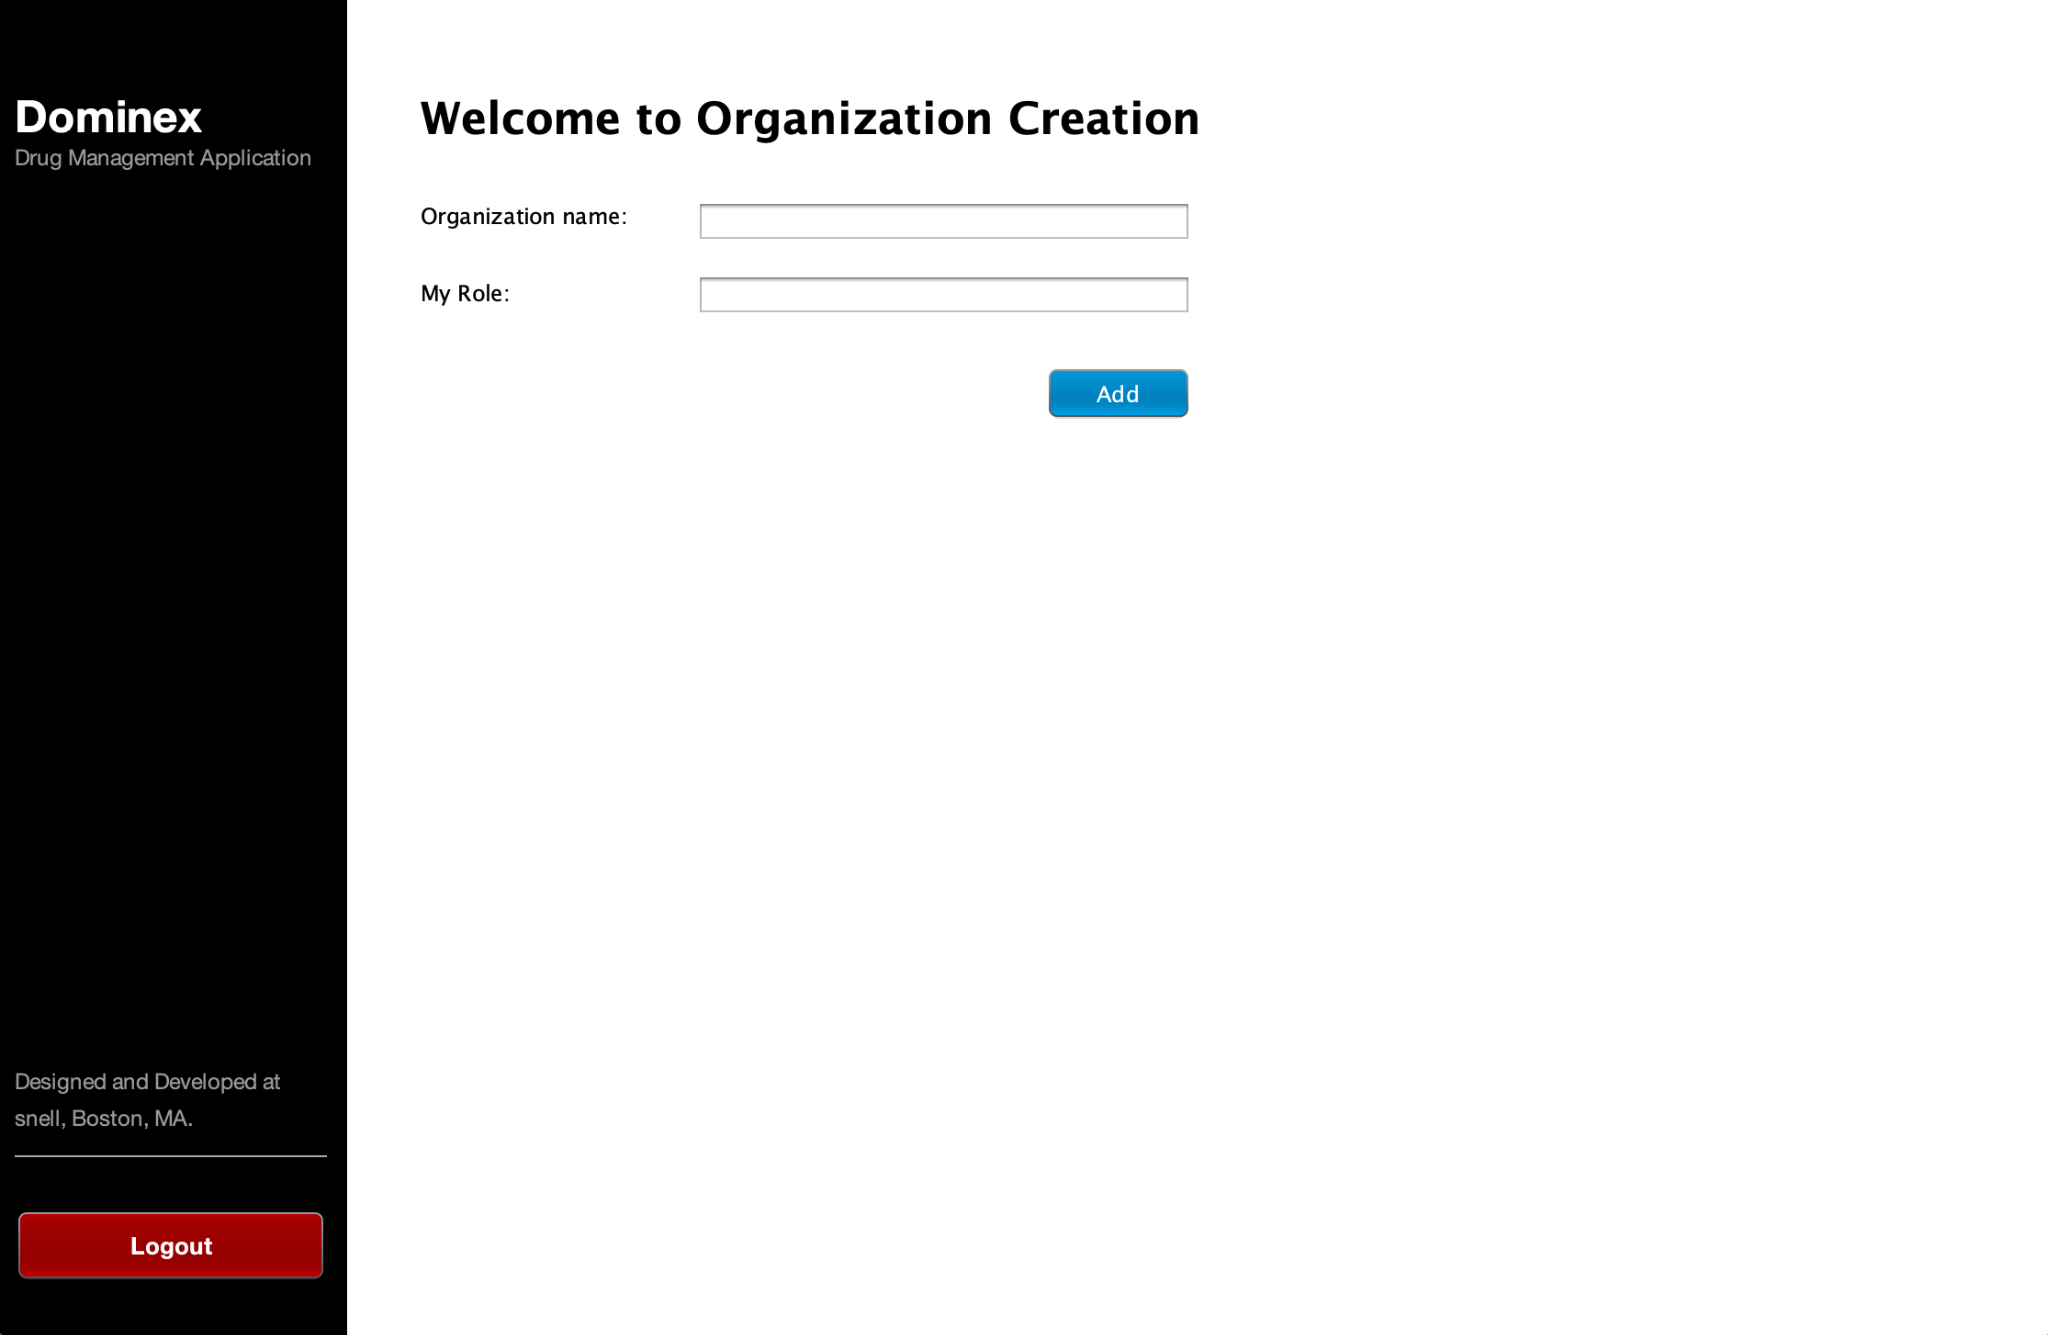 Dominex
Drug Management Application
Welcome to Organization Creation
Organization name:
My Role:
Add
Designed and Developed at
snell, Boston, MA.
Logout